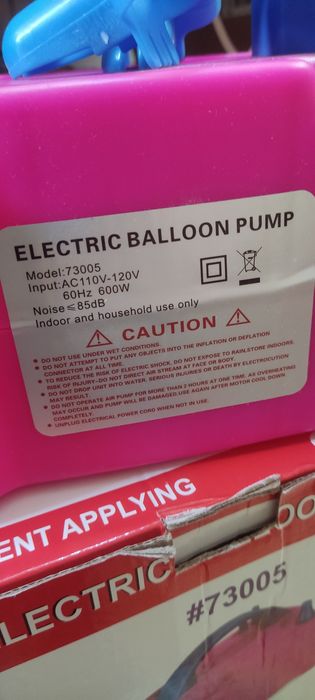 ELECTRIC BALLOON PUMP
Model:73005
Input:AC110V-120V
60Hz 600W
Noise≤85dB
Indoor and household use only
CAUTION
• DO NOT USE UNDER WET CONDITIONS.
• DO NOT ATTEMPT TO PUT ANY OBJECTS INTO THE INFLATION OR DEFLATION
CONNECTOR AT ALL TIME.
• TO REDUCE THE RISK OF ELECTRIC SHOCK, DO NOT EXPOSE TO RAIN.STORE INDOORS.
RISK OF INJURY-DO NOT DIRECT AIR STREAM AT FACE OR BODY.
• DO NOT DROP UNIT INTO WATER, SERIOUS INJURIES OR DEATH BY ELECTROCUTION
MAY RESULT.
• DO NOT OPERATE AIR PUMP FOR MORE THAN 2 HOURS AT ONE TIME. AS OVERHEATING
MAY OCCUR AND PUMP WILL BE DAMAGED.USE AGAIN AFTER MOTOR COOL DOWN
COMPLETELY.
• UNPLUG ELECTRICAL POWER CORD WHEN NOT IN USE.
ENT APPLYING
LECTRIC LOO
#73005